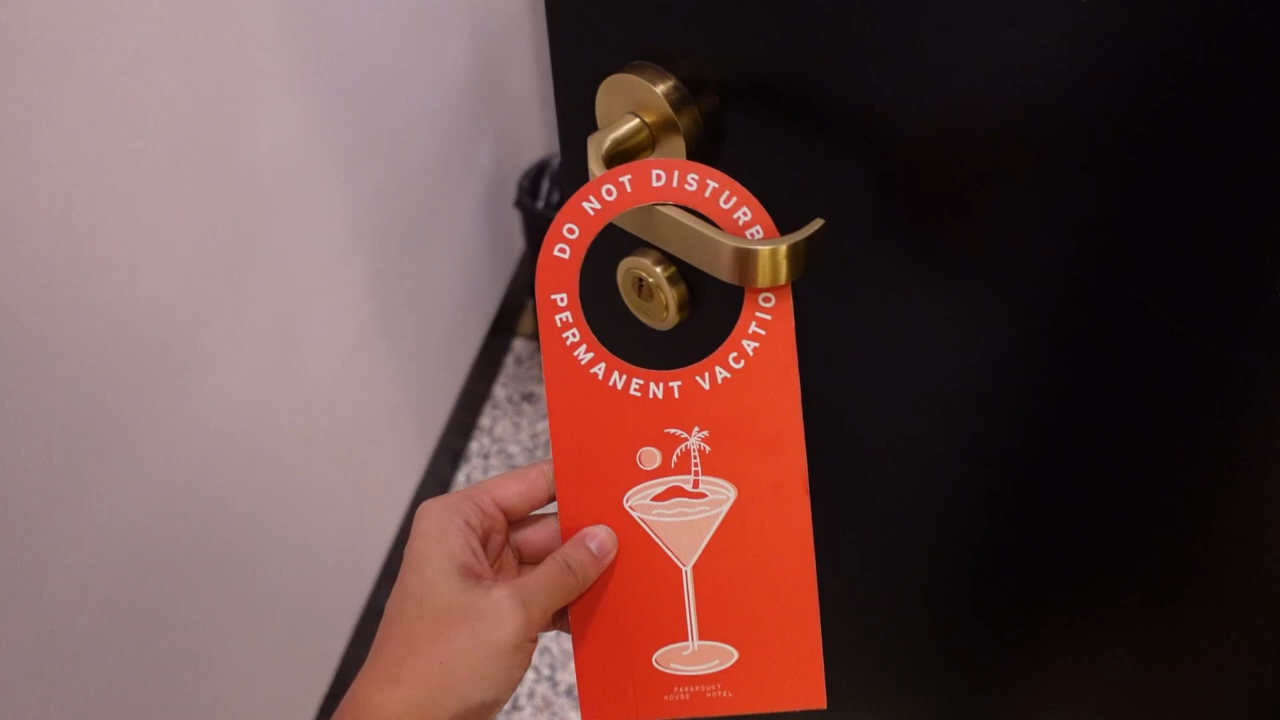 DO NOT DISTURB
PERMANENT VACATIO
PARAMOUNT
HOUSE HOTEL